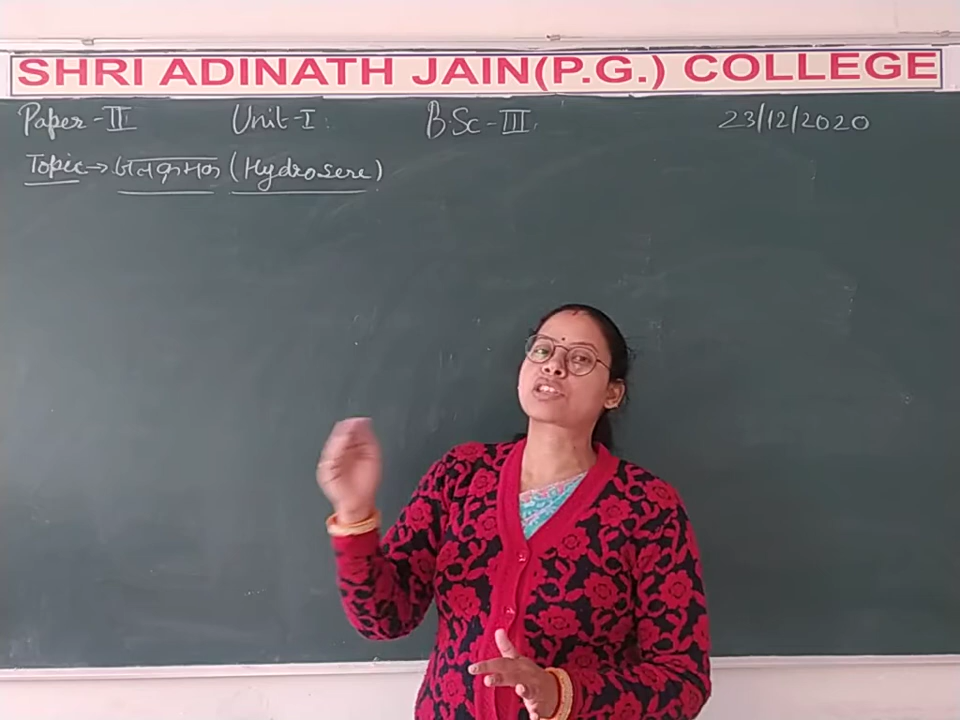 SHRI ADINATH JAIN(P.G.) COLLEGE
Paper-II Unit-I B.Sc-III 23/12/2020
Topic→ जलक्रमक (Hydrosere)